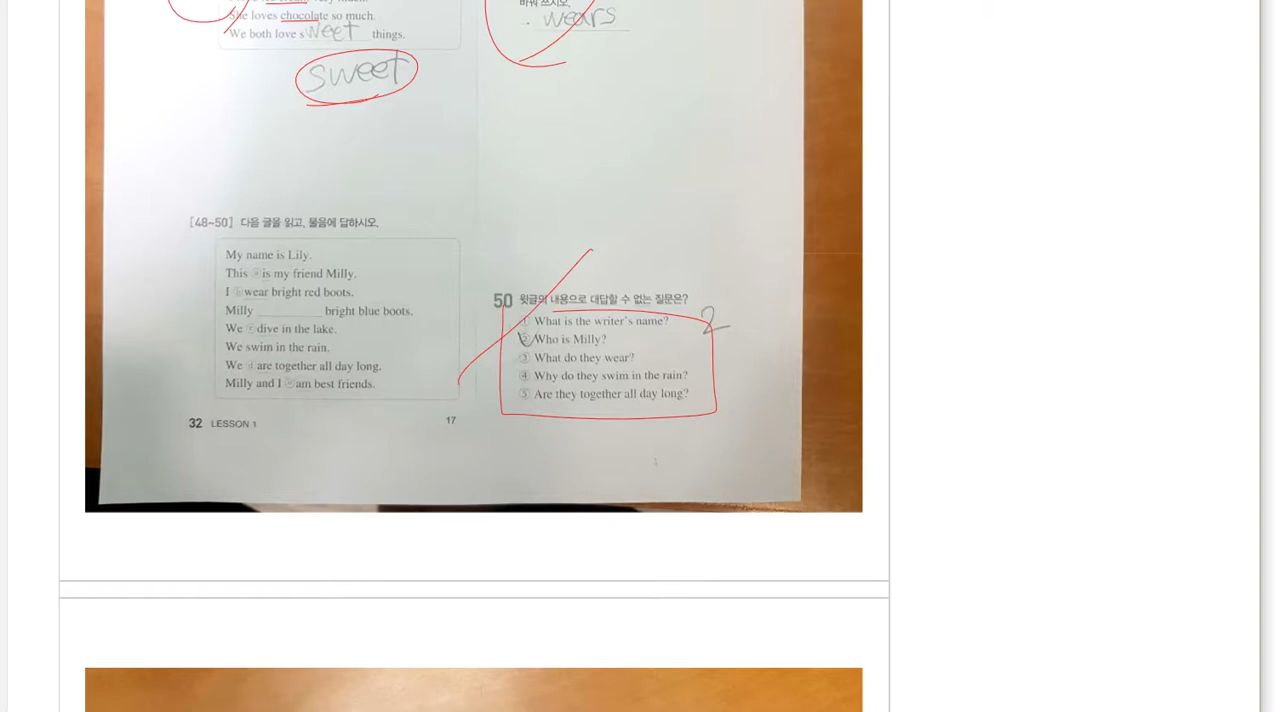 She loves chocolate so much.
We both love sweet things.
sweet
바꿔 쓰시오.
→ wears
[48~50] 다음 글을 읽고, 물음에 답하시오.
My name is Lily.
This ⓐis my friend Milly.
I ⓑwear bright red boots.
Milly __________ bright blue boots.
We ⓒdive in the lake.
We swim in the rain.
We ⓓare together all day long.
Milly and I ⓔam best friends.
32 LESSON 1
17
50 윗글의 내용으로 대답할 수 없는 질문은?
① What is the writer's name?
2
② Who is Milly?
③ What do they wear?
④ Why do they swim in the rain?
⑤ Are they together all day long?